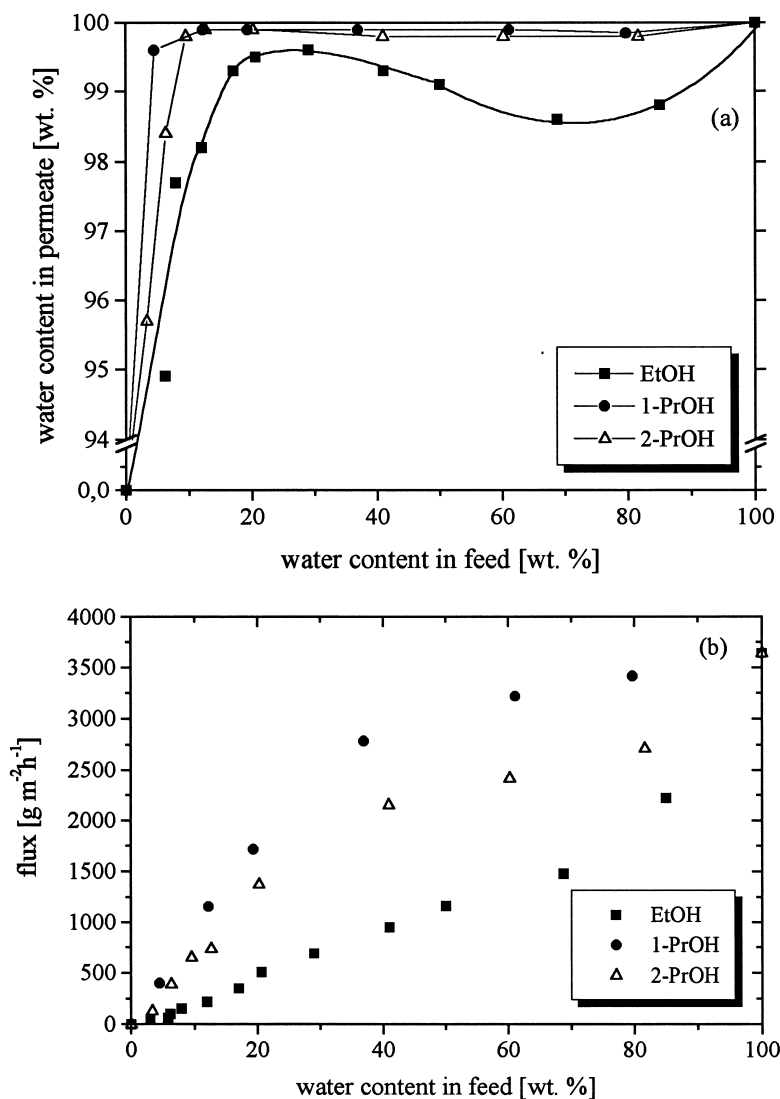 100
99
98
97
96
95
94
0,0
water content in permeate [wt. %]
(a)
EtOH
1-PrOH
2-PrOH
0
20
40
60
80
100
water content in feed [wt. %]
4000
3500
3000
2500
2000
1500
1000
500
0
flux [g m⁻²h⁻¹]
(b)
EtOH
1-PrOH
2-PrOH
0
20
40
60
80
100
water content in feed [wt. %]